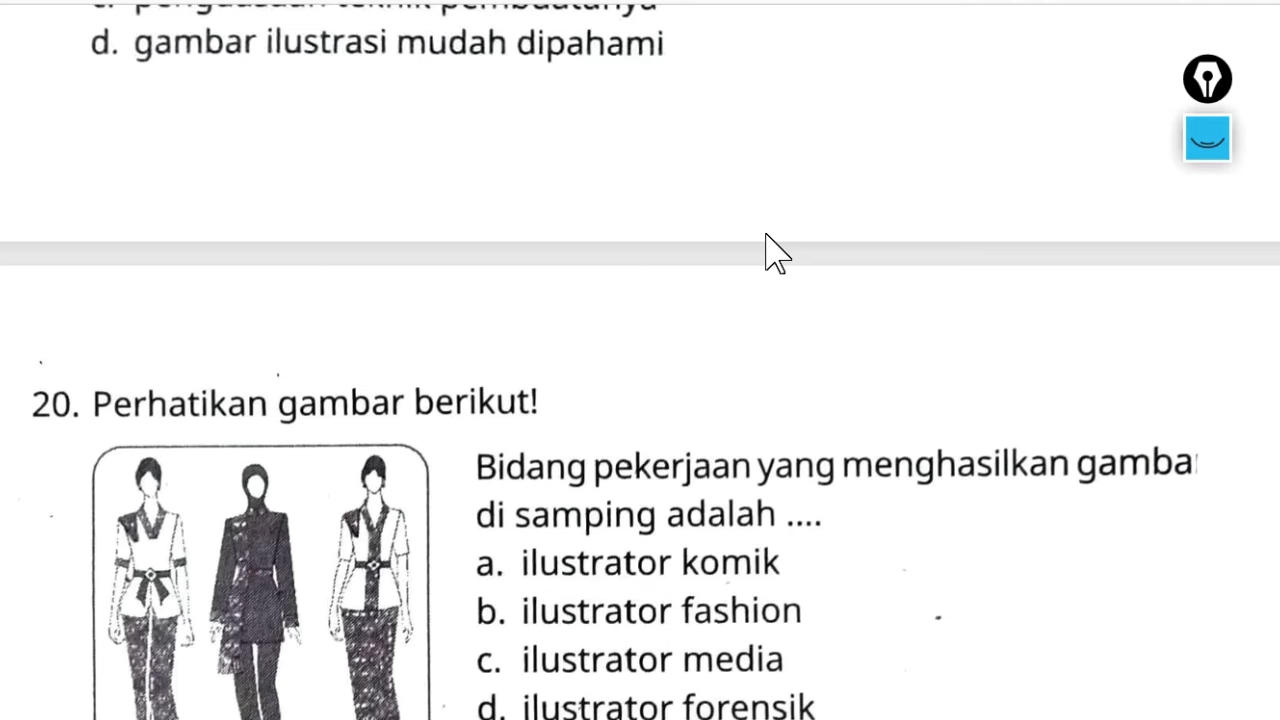 d. gambar ilustrasi mudah dipahami
20. Perhatikan gambar berikut!
Bidang pekerjaan yang menghasilkan gamba
di samping adalah ....
a. ilustrator komik
b. ilustrator fashion
c. ilustrator media
d. ilustrator forensik